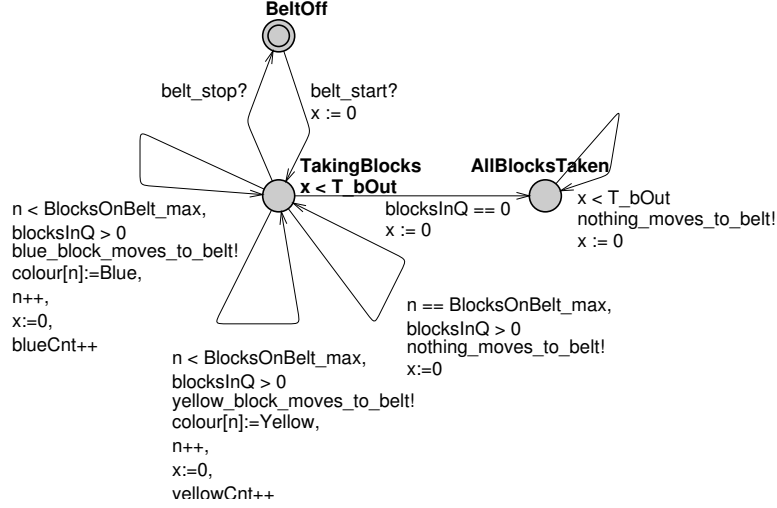 BeltOff
belt_stop?
belt_start?
x := 0
TakingBlocks
x < T_bOut
AllBlocksTaken
blocksInQ == 0
x := 0
x < T_bOut
nothing_moves_to_belt!
x := 0
n < BlocksOnBelt_max,
blocksInQ > 0
blue_block_moves_to_belt!
colour[n]:=Blue,
n++,
x:=0,
blueCnt++
n < BlocksOnBelt_max,
blocksInQ > 0
yellow_block_moves_to_belt!
colour[n]:=Yellow,
n++,
x:=0,
yellowCnt++
n == BlocksOnBelt_max,
blocksInQ > 0
nothing_moves_to_belt!
x:=0